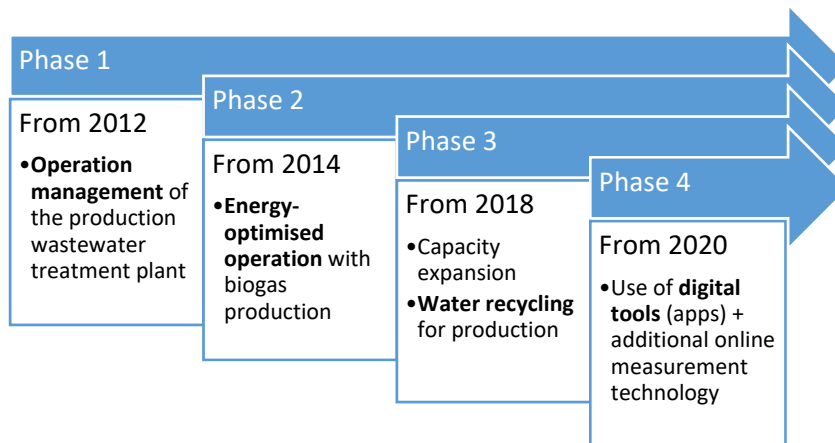 Phase 1
From 2012
•Operation
management of
the production
wastewater
treatment plant
Phase 2
From 2014
•Energy-
optimised
operation with
biogas
production
Phase 3
From 2018
•Capacity
expansion
•Water recycling
for production
Phase 4
From 2020
•Use of digital
tools (apps) +
additional online
measurement
technology